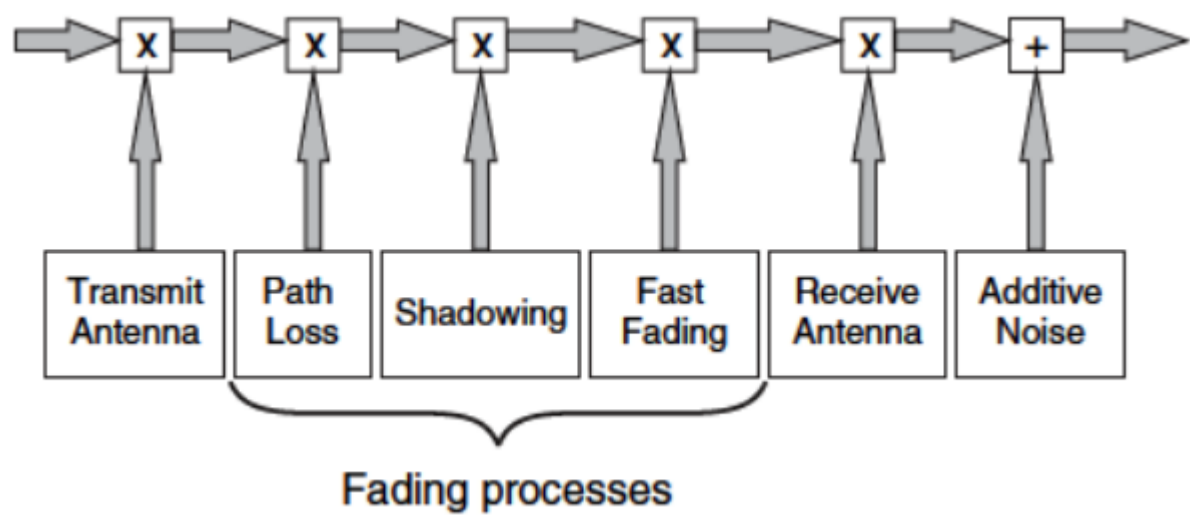 X X X X X +
Transmit
Antenna
Path
Loss
Shadowing
Fast
Fading
Receive
Antenna
Additive
Noise
Fading processes